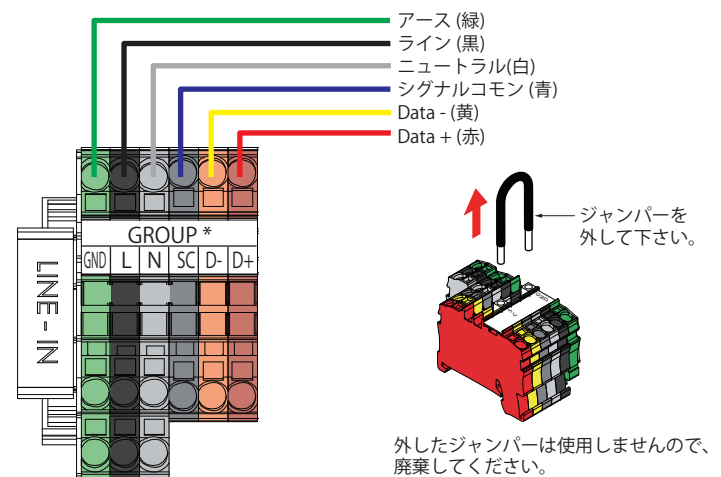 アース (緑)
ライン (黒)
ニュートラル(白)
シグナルコモン (青)
Data - (黄)
Data + (赤)
GROUP *
GND L N SC D- D+
LINE-IN
ジャンパーを
外して下さい。
外したジャンパーは使用しませんので、
廃棄してください。